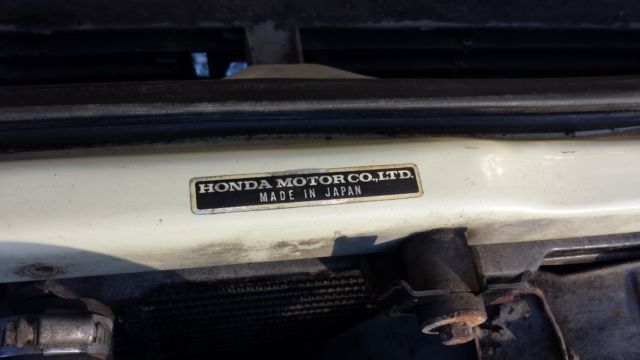 HONDA MOTOR CO.,LTD.
MADE IN JAPAN